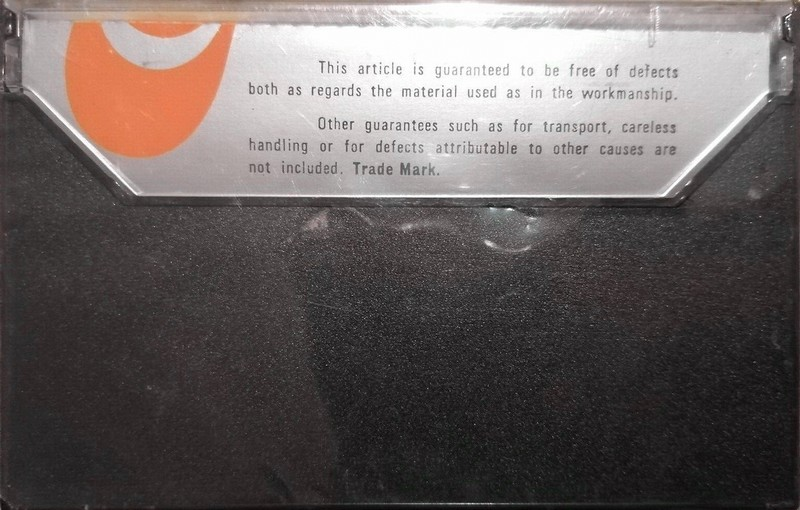 This article is guaranteed to be free of defects
both as regards the material used as in the workmanship.
Other guarantees such as for transport, careless
handling or for defects attributable to other causes are
not included. Trade Mark.